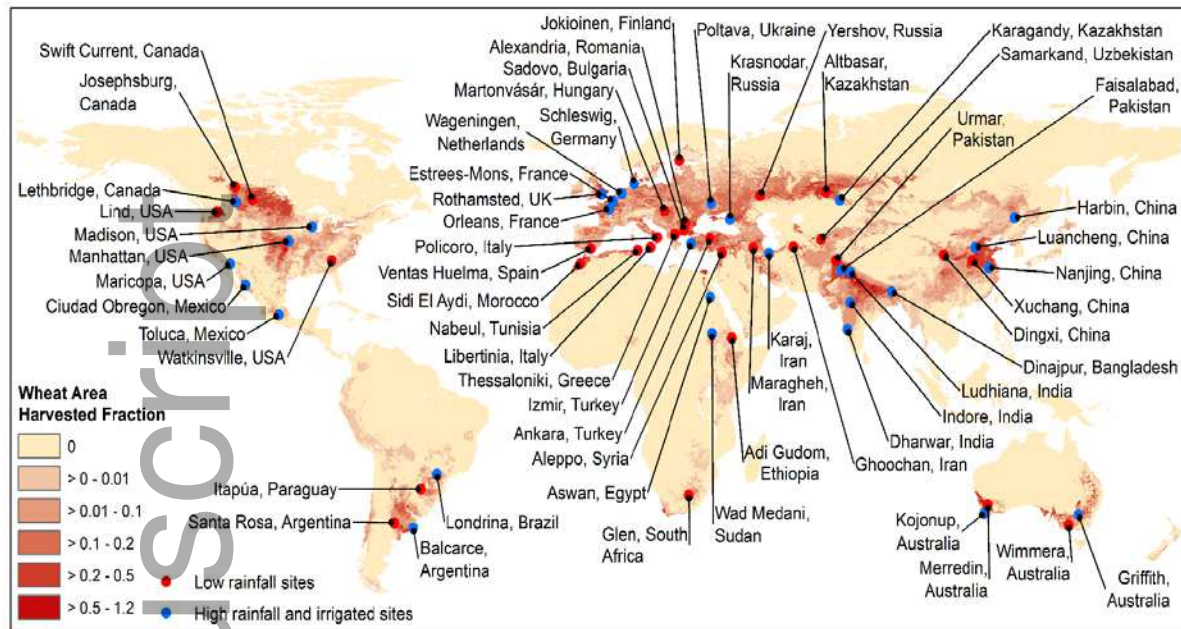 Jokioinen, Finland
Alexandria, Romania
Sadovo, Bulgaria
Martonvásár, Hungary
Schleswig,
Germany
Wageningen,
Netherlands
Estrees-Mons, France
Rothamsted, UK
Orleans, France
Policoro, Italy
Ventas Huelma, Spain
Sidi El Aydi, Morocco
Nabeul, Tunisia
Libertinia, Italy
Thessaloniki, Greece
Izmir, Turkey
Ankara, Turkey
Aleppo, Syria
Aswan, Egypt
Swift Current, Canada
Josephsburg,
Canada
Lethbridge, Canada
Lind, USA
Madison, USA
Manhattan, USA
Maricopa, USA
Ciudad Obregon, Mexico
Toluca, Mexico
Watkinsville, USA
Poltava, Ukraine
Krasnodar,
Russia
Yershov, Russia
Altbasar,
Kazakhstan
Karagandy, Kazakhstan
Samarkand, Uzbekistan
Faisalabad,
Pakistan
Urmar,
Pakistan
Harbin, China
Luancheng, China
Nanjing, China
Xuchang, China
Dingxi, China
Dinajpur, Bangladesh
Ludhiana, India
Indore, India
Dharwar, India
Ghoochan, Iran
Karaj,
Iran
Maragheh,
Iran
Adi Gudom,
Ethiopia
Wad Medani,
Sudan
Glen, South
Africa
Itapúa, Paraguay
Santa Rosa, Argentina
Londrina, Brazil
Balcarce,
Argentina
Kojonup,
Australia
Merredin,
Australia
Wimmera,
Australia
Griffith,
Australia
Wheat Area
Harvested Fraction
0
> 0 - 0.01
> 0.01 - 0.1
> 0.1 - 0.2
> 0.2 - 0.5
> 0.5 - 1.2
Low rainfall sites
High rainfall and irrigated sites
uscript